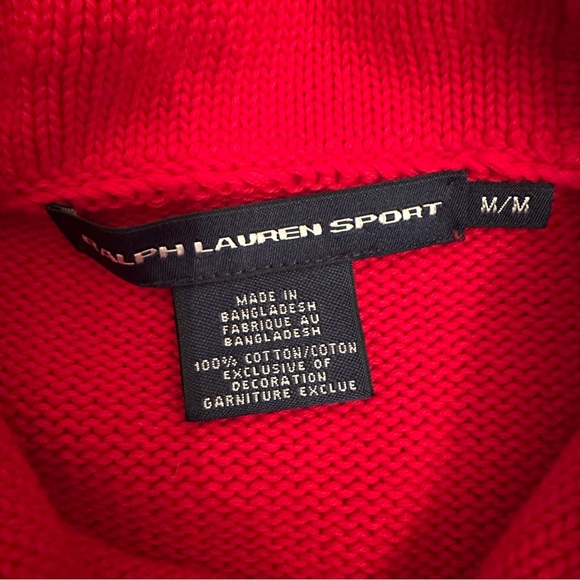 RALPH LAUREN SPORT
M/M
MADE IN
BANGLADESH
FABRIQUE AU
BANGLADESH
100% COTTON/COTON
EXCLUSIVE OF
DECORATION
GARNITURE EXCLUE